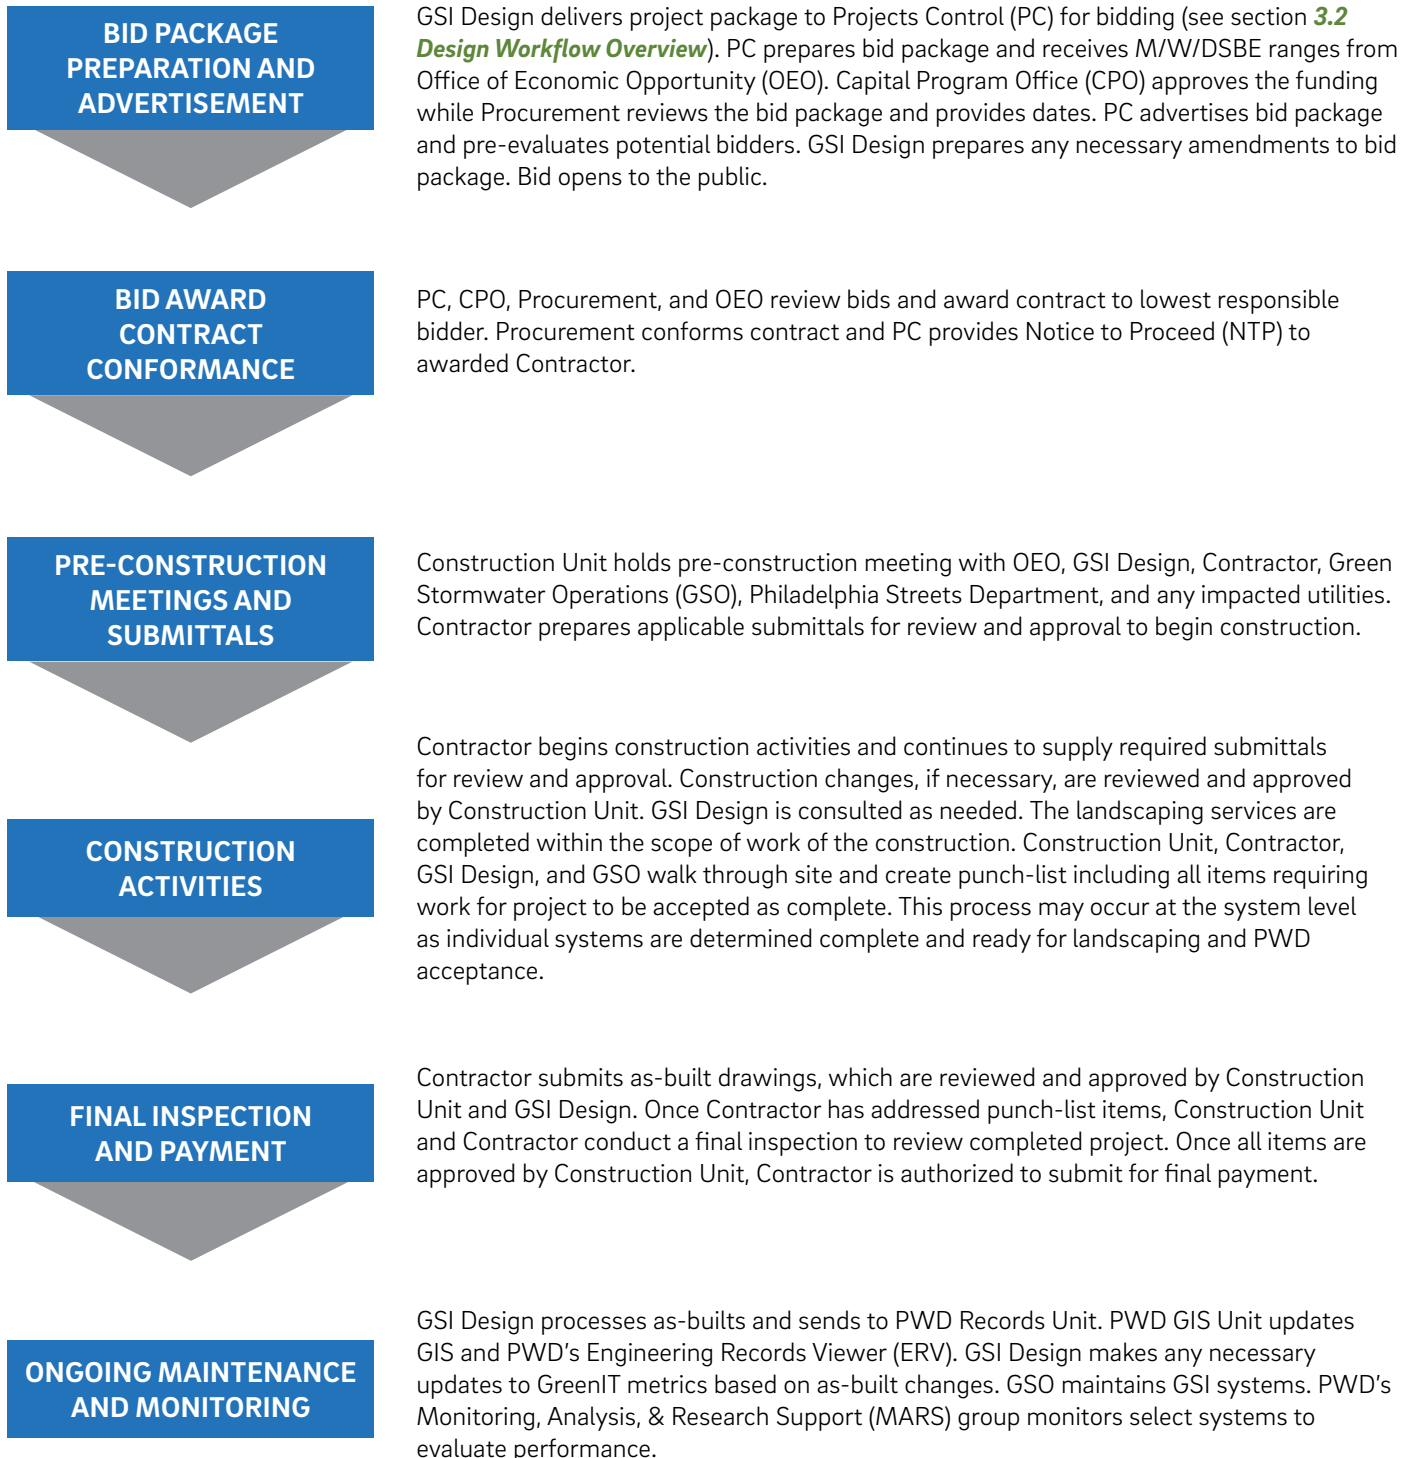 BID PACKAGE
PREPARATION AND
ADVERTISEMENT
GSI Design delivers project package to Projects Control (PC) for bidding (see section 3.2
Design Workflow Overview). PC prepares bid package and receives M/W/DSBE ranges from
Office of Economic Opportunity (OEO). Capital Program Office (CPO) approves the funding
while Procurement reviews the bid package and provides dates. PC advertises bid package
and pre-evaluates potential bidders. GSI Design prepares any necessary amendments to bid
package. Bid opens to the public.
BID AWARD
CONTRACT
CONFORMANCE
PC, CPO, Procurement, and OEO review bids and award contract to lowest responsible
bidder. Procurement conforms contract and PC provides Notice to Proceed (NTP) to
awarded Contractor.
PRE-CONSTRUCTION
MEETINGS AND
SUBMITTALS
Construction Unit holds pre-construction meeting with OEO, GSI Design, Contractor, Green
Stormwater Operations (GSO), Philadelphia Streets Department, and any impacted utilities.
Contractor prepares applicable submittals for review and approval to begin construction.
CONSTRUCTION
ACTIVITIES
Contractor begins construction activities and continues to supply required submittals
for review and approval. Construction changes, if necessary, are reviewed and approved
by Construction Unit. GSI Design is consulted as needed. The landscaping services are
completed within the scope of work of the construction. Construction Unit, Contractor,
GSI Design, and GSO walk through site and create punch-list including all items requiring
work for project to be accepted as complete. This process may occur at the system level
as individual systems are determined complete and ready for landscaping and PWD
acceptance.
FINAL INSPECTION
AND PAYMENT
Contractor submits as-built drawings, which are reviewed and approved by Construction
Unit and GSI Design. Once Contractor has addressed punch-list items, Construction Unit
and Contractor conduct a final inspection to review completed project. Once all items are
approved by Construction Unit, Contractor is authorized to submit for final payment.
ONGOING MAINTENANCE
AND MONITORING
GSI Design processes as-builts and sends to PWD Records Unit. PWD GIS Unit updates
GIS and PWD's Engineering Records Viewer (ERV). GSI Design makes any necessary
updates to GreenIT metrics based on as-built changes. GSO maintains GSI systems. PWD's
Monitoring, Analysis, & Research Support (MARS) group monitors select systems to
evaluate performance.